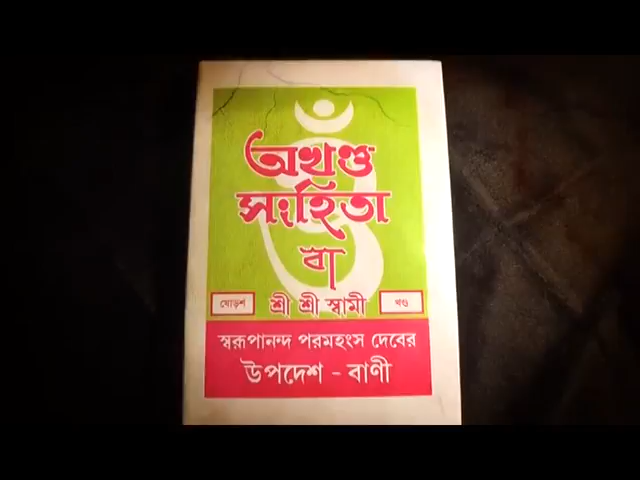 অখণ্ড
সংহিতা
বা
ষোড়শ শ্রী শ্রী স্বামী খণ্ড
স্বরূপানন্দ পরমহংস দেবের
উপদেশ - বাণী